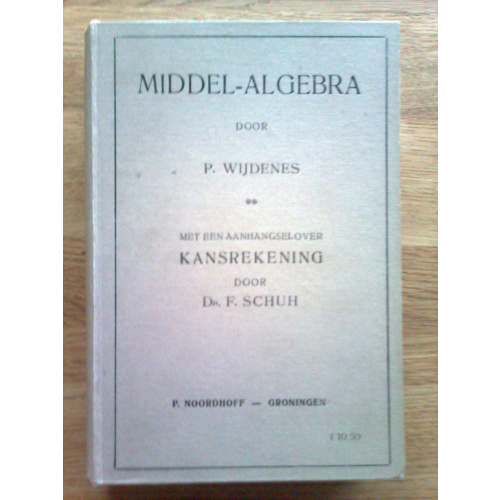 MIDDEL-ALGEBRA
DOOR
P. WIJDENES
**
MET EEN AANHANGSEL OVER
KANSREKENING
DOOR
DR. F. SCHUH
P. NOORDHOFF — GRONINGEN
f 10.50